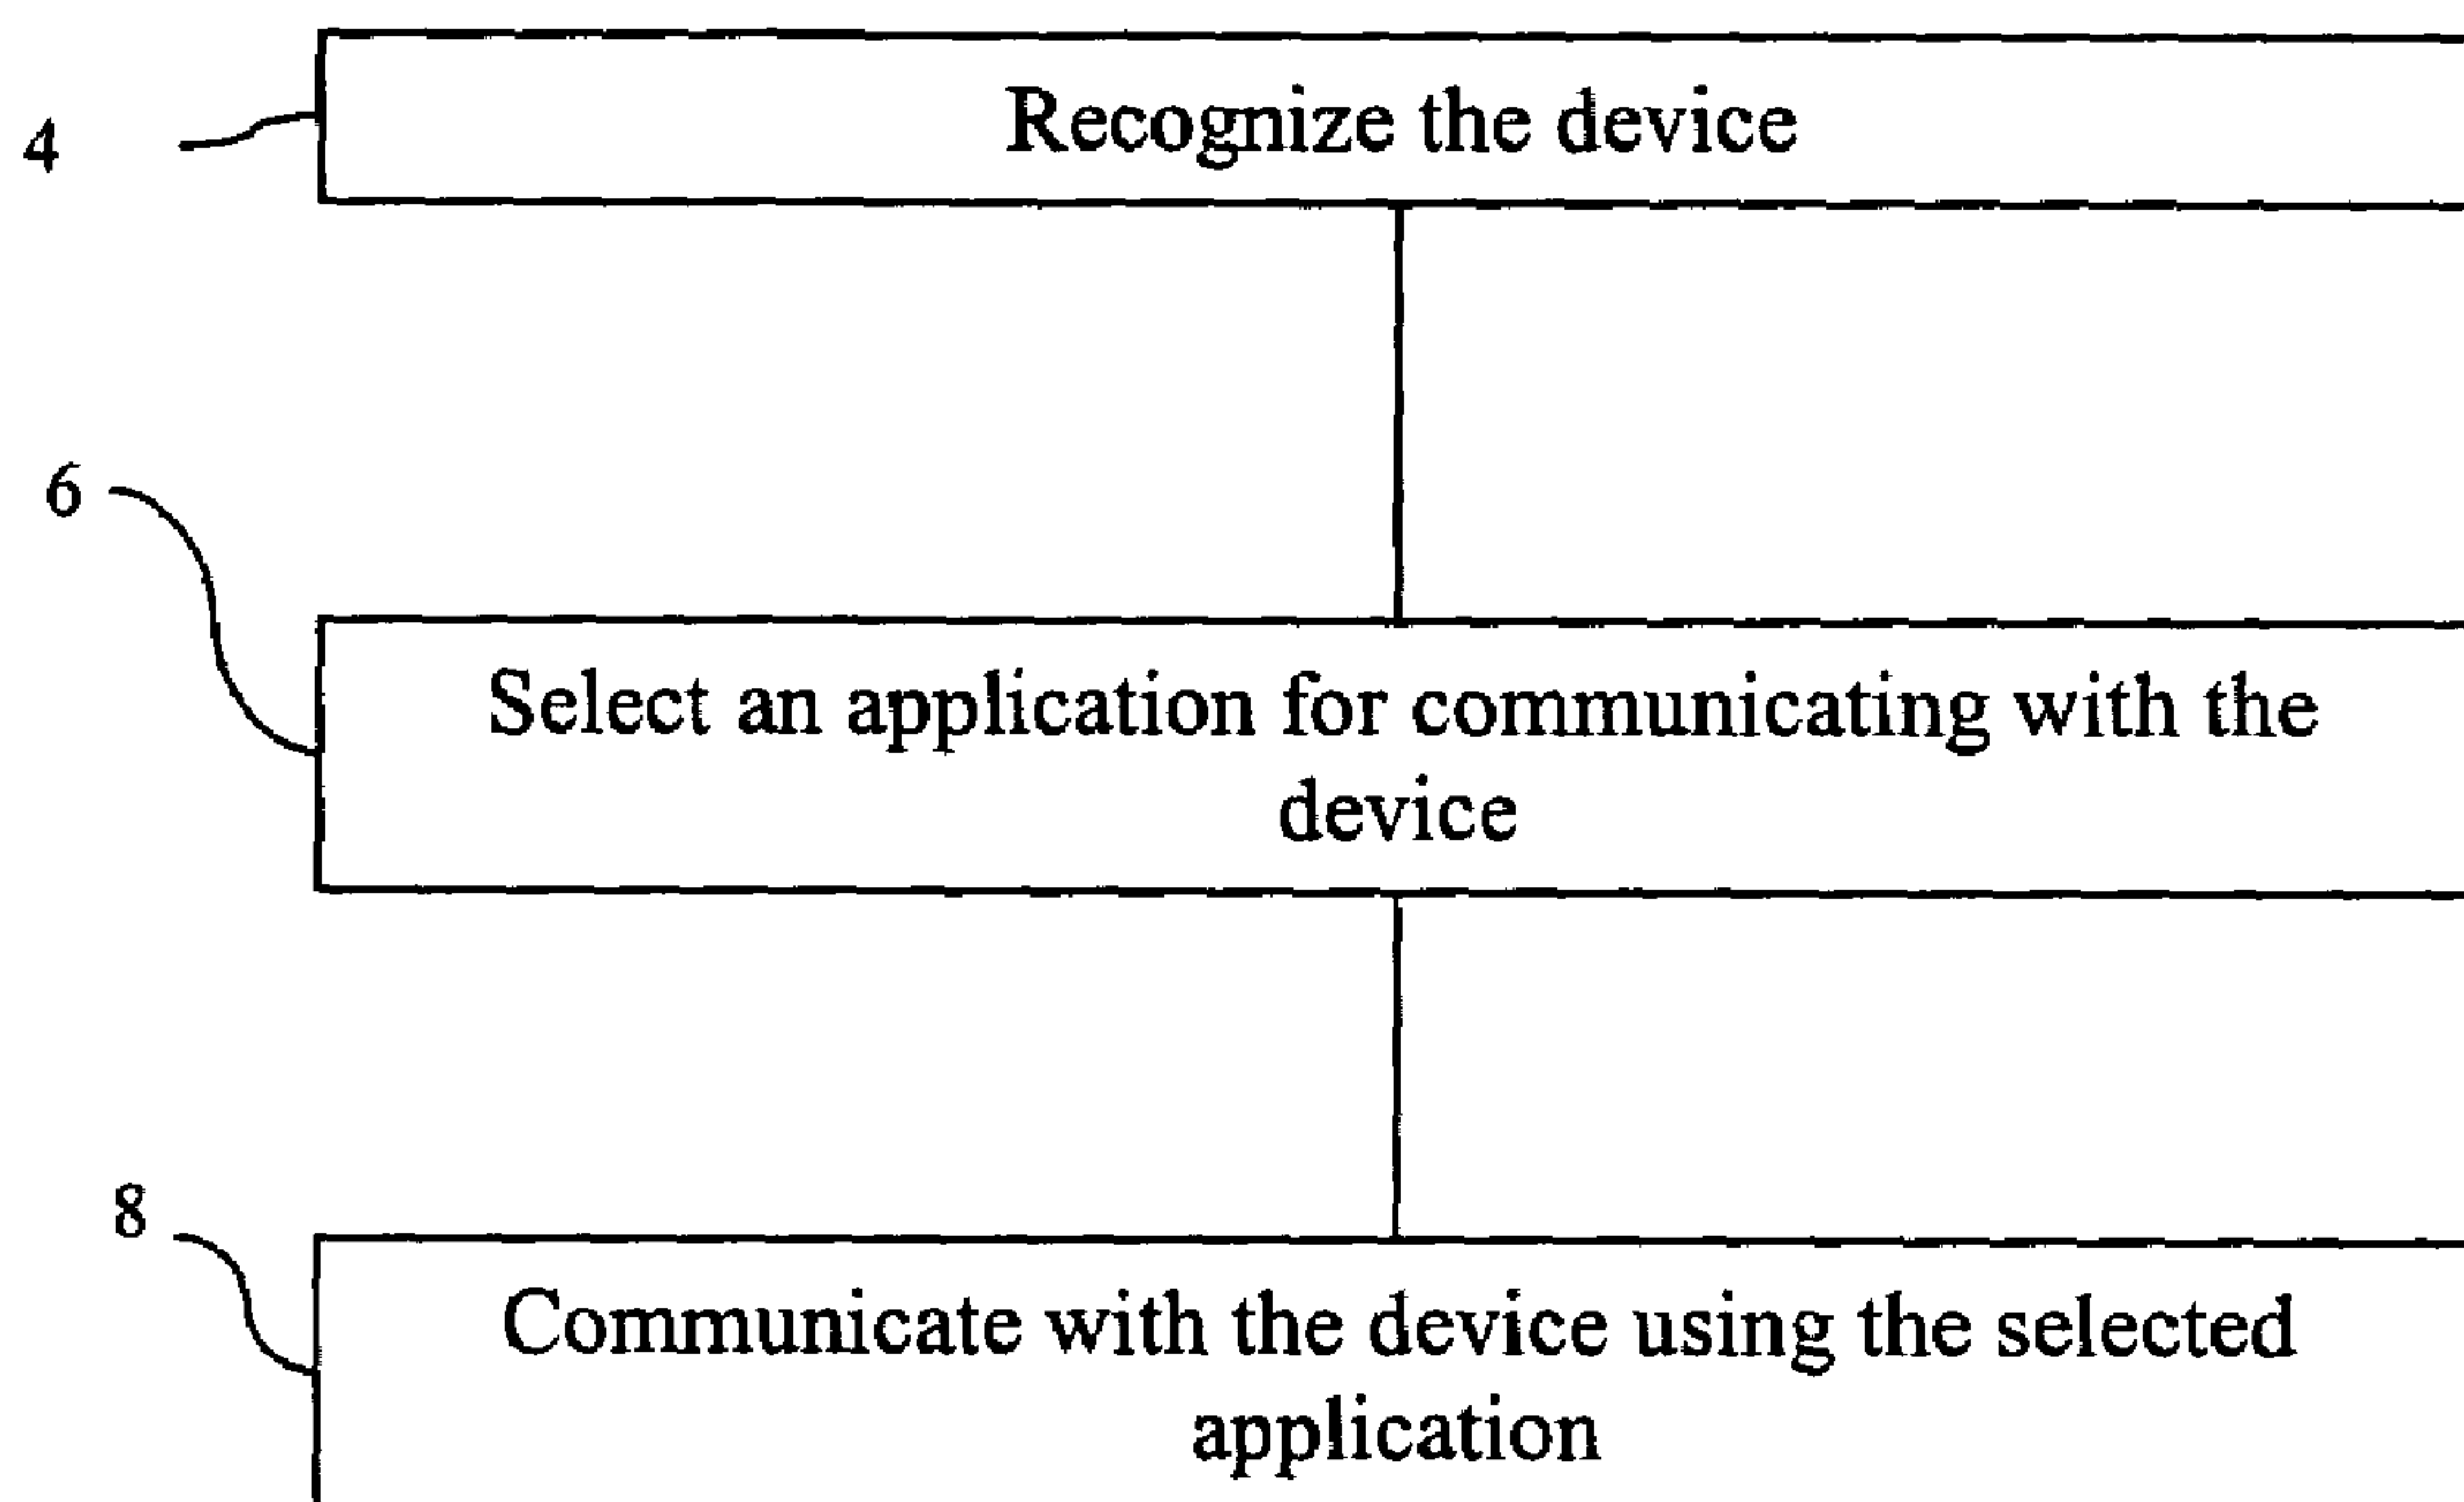 4
Recognize the device
6
Select an application for communicating with the
device
8
Communicate with the device using the selected
application